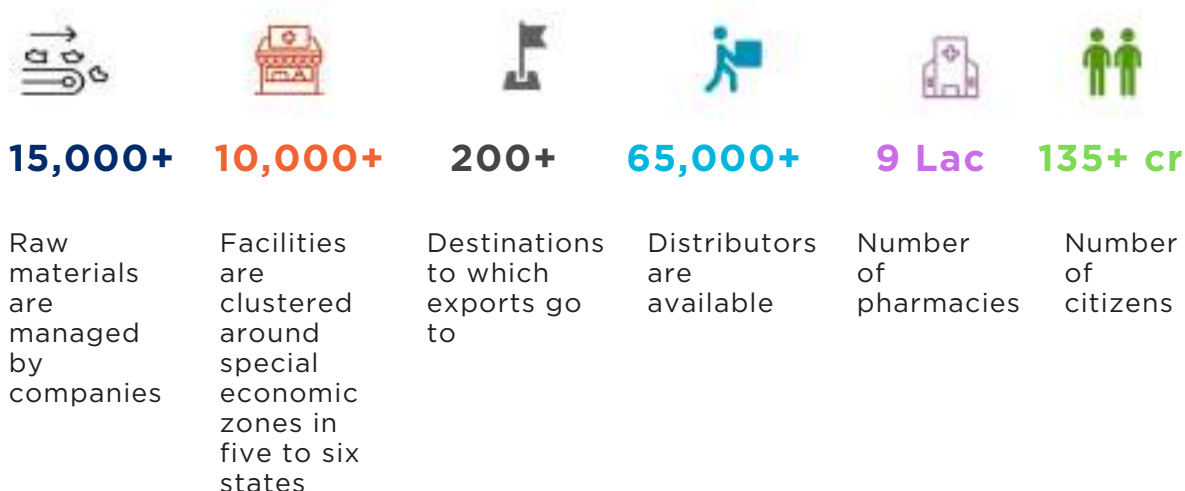 15,000+
10,000+
200+
65,000+
9 Lac
135+ cr
Raw
materials
are
managed
by
companies
Facilities
are
clustered
around
special
economic
zones in
five to six
states
Destinations
to which
exports go
to
Distributors
are
available
Number
of
pharmacies
Number
of
citizens